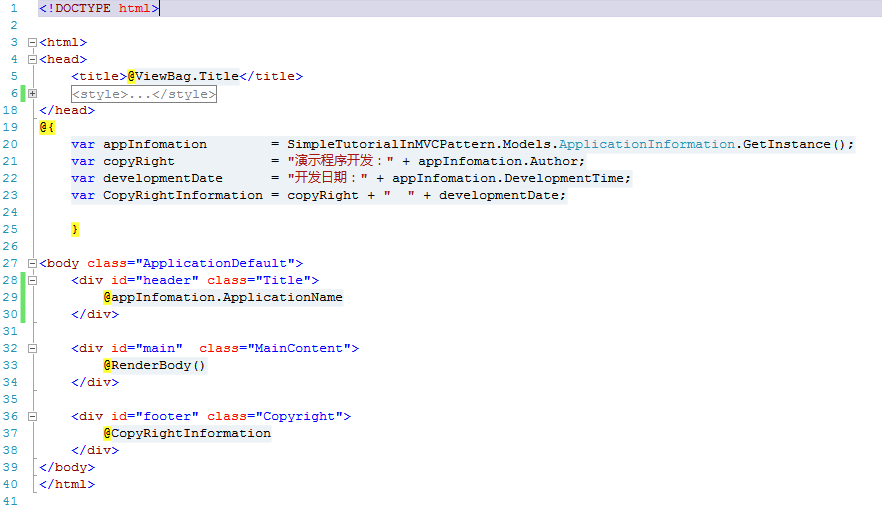 1 <!DOCTYPE html>
2
3 <html>
4 <head>
5     <title>@ViewBag.Title</title>
6     <style>...</style>
18 </head>
19 @{
20     var appInfomation        = SimpleTutorialInMVCPattern.Models.ApplicationInformation.GetInstance();
21     var copyRight            = "演示程序开发：" + appInfomation.Author;
22     var developmentDate      = "开发日期：" + appInfomation.DevelopmentTime;
23     var CopyRightInformation = copyRight + "  " + developmentDate;
24
25     }
26
27 <body class="ApplicationDefault">
28     <div id="header" class="Title">
29         @appInfomation.ApplicationName
30     </div>
31
32     <div id="main"  class="MainContent">
33         @RenderBody()
34     </div>
35
36     <div id="footer" class="Copyright">
37         @CopyRightInformation
38     </div>
39 </body>
40 </html>
41